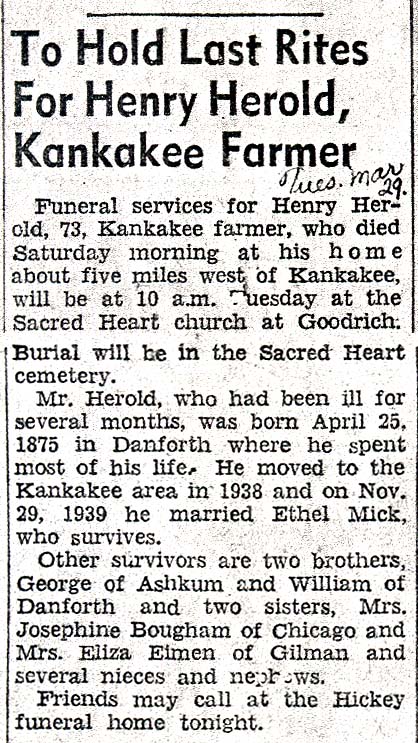 To Hold Last Rites
For Henry Herold,
Kankakee Farmer
Tues. Mar
29.
Funeral services for Henry Her-
old, 73, Kankakee farmer, who died
Saturday morning at his home
about five miles west of Kankakee,
will be at 10 a.m. Tuesday at the
Sacred Heart church at Goodrich.
Burial will be in the Sacred Heart
cemetery.
Mr. Herold, who had been ill for
several months, was born April 25,
1875 in Danforth where he spent
most of his life. He moved to the
Kankakee area in 1938 and on Nov.
29, 1939 he married Ethel Mick,
who survives.
Other survivors are two brothers,
George of Ashkum and William of
Danforth and two sisters, Mrs.
Josephine Bougham of Chicago and
Mrs. Eliza Eimen of Gilman and
several nieces and nephews.
Friends may call at the Hickey
funeral home tonight.